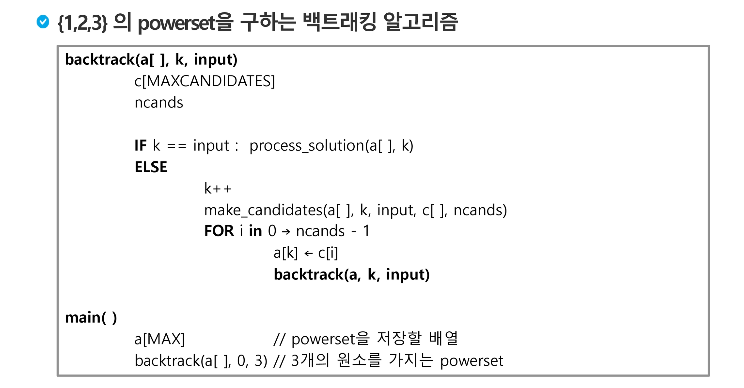 {1,2,3} 의 powerset을 구하는 백트래킹 알고리즘
backtrack(a[ ], k, input)
c[MAXCANDIDATES]
ncands
IF k == input : process_solution(a[ ], k)
ELSE
k++
make_candidates(a[ ], k, input, c[ ], ncands)
FOR i in 0 → ncands - 1
a[k] ← c[i]
backtrack(a, k, input)
main( )
a[MAX] // powerset을 저장할 배열
backtrack(a[ ], 0, 3) // 3개의 원소를 가지는 powerset